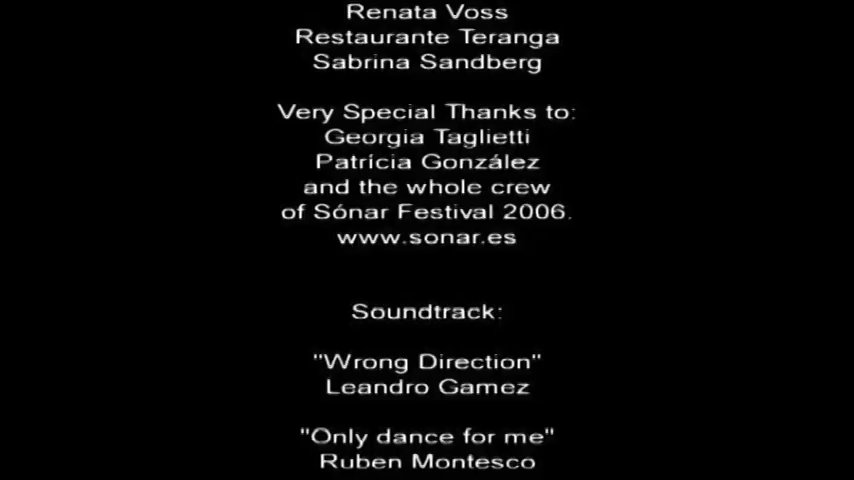 Renata Voss
Restaurante Teranga
Sabrina Sandberg
Very Special Thanks to:
Georgia Taglietti
Patrícia González
and the whole crew
of Sónar Festival 2006.
www.sonar.es
Soundtrack:
"Wrong Direction"
Leandro Gamez
"Only dance for me"
Ruben Montesco